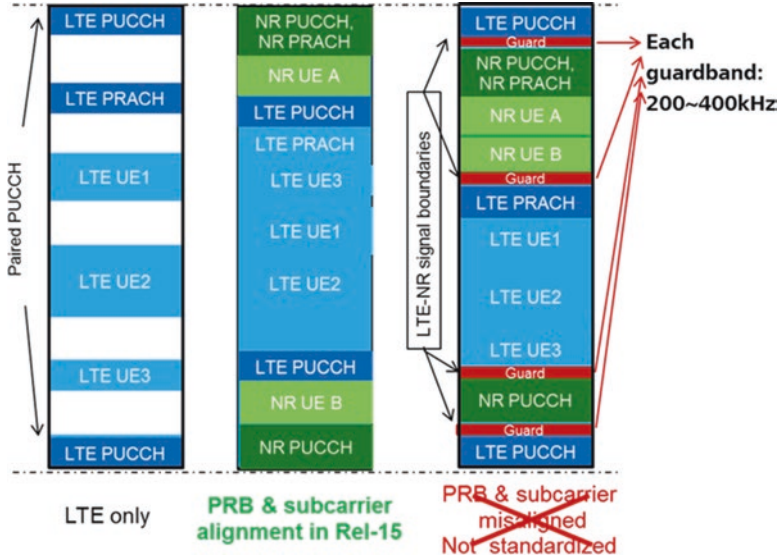 Paired PUCCH
LTE PUCCH
LTE PRACH
LTE UE1
LTE UE2
LTE UE3
LTE PUCCH
LTE only
NR PUCCH,
NR PRACH
NR UE A
LTE PUCCH
LTE PRACH
LTE UE3
LTE UE1
LTE UE2
LTE PUCCH
NR UE B
NR PUCCH
PRB & subcarrier
alignment in Rel-15
LTE-NR signal boundaries
LTE PUCCH
Guard
NR PUCCH,
NR PRACH
NR UE A
NR UE B
Guard
LTE PRACH
LTE UE1
LTE UE2
LTE UE3
Guard
NR PUCCH
Guard
LTE PUCCH
PRB & subcarrier
misaligned
Not standardized
Each
guardband:
200~400kHz